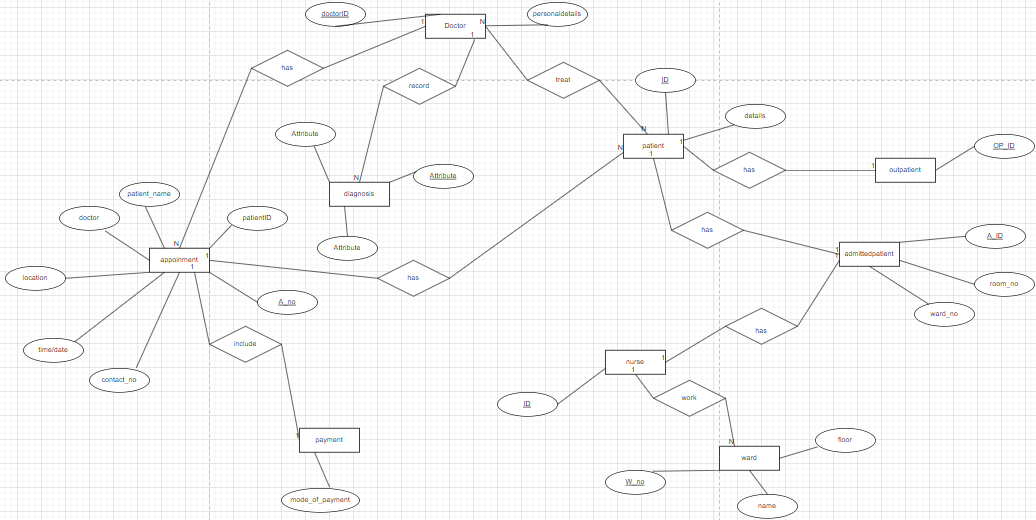 doctorID
personaldetails
1
Doctor
N
1
has
record
treat
ID
details
N
Attribute
N
patient
1
1
has
1
outpatient
OP_ID
Attribute
N
diagnosis
patient_name
doctor
patientID
Attribute
has
A_ID
N
appoinment
1
1
1
1
admittedpatient
location
has
room_no
A_no
ward_no
time/date
include
has
nurse
1
1
contact_no
work
ID
1
payment
N
floor
ward
W_no
mode_of_payment
name